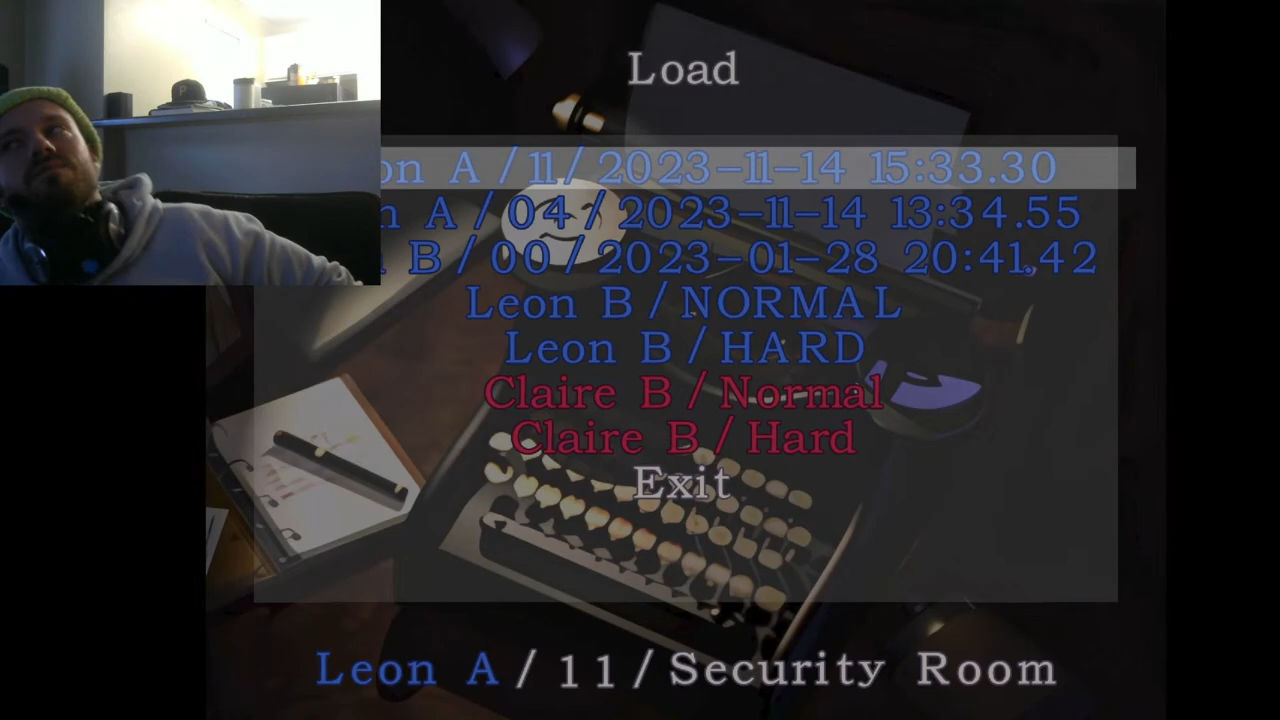 Load
on A / 11 / 2023-11-14 15:33.30
n A / 04 / 2023-11-14 13:34.55
B / 00 / 2023-01-28 20:41.42
Leon B / NORMAL
Leon B / HARD
Claire B / Normal
Claire B / Hard
Exit
Leon A / 11 / Security Room